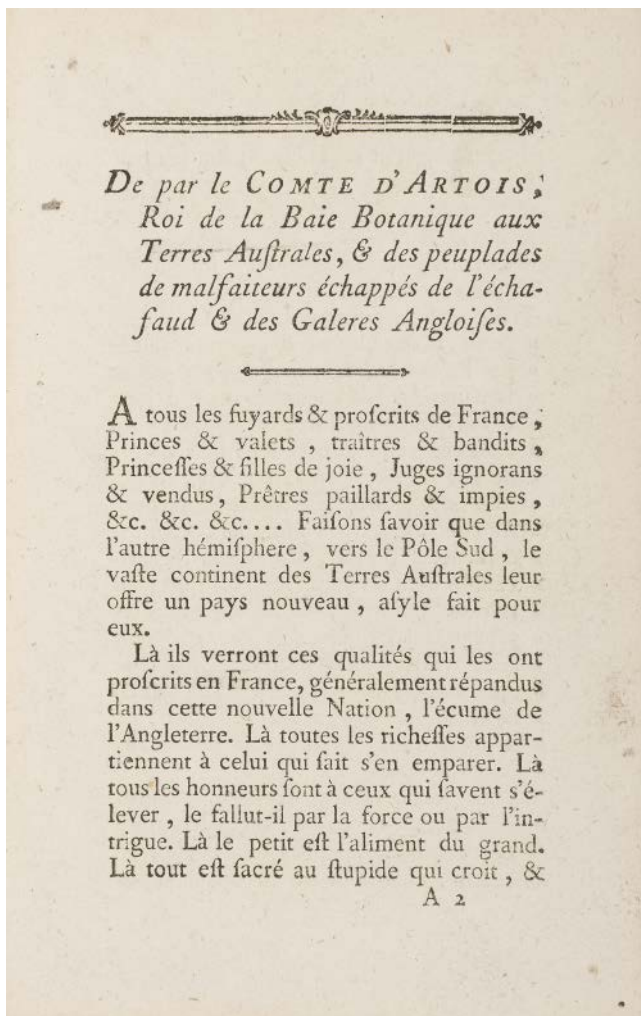 De par le COMTE D'ARTOIS,
Roi de la Baie Botanique aux
Terres Auſtrales, & des peuplades
de malfaiteurs échappés de l'écha-
faud & des Galeres Angloiſes.
A tous les fuyards & proſcrits de France,
Princes & valets, traîtres & bandits,
Princeſſes & filles de joie, Juges ignorans
& vendus, Prêtres paillards & impies,
&c. &c. &c.... Faiſons ſavoir que dans
l'autre hémiſphere, vers le Pôle Sud, le
vaſte continent des Terres Auſtrales leur
offre un pays nouveau, aſyle fait pour
eux.
Là ils verront ces qualités qui les ont
proſcrits en France, généralement répandus
dans cette nouvelle Nation, l'écume de
l'Angleterre. Là toutes les richeſſes appar-
tiennent à celui qui ſait s'en emparer. Là
tous les honneurs ſont à ceux qui ſavent s'é-
lever, le fallut-il par la force ou par l'in-
trigue. Là le petit eſt l'aliment du grand.
Là tout eſt ſacré au ſtupide qui croit, &
A 2